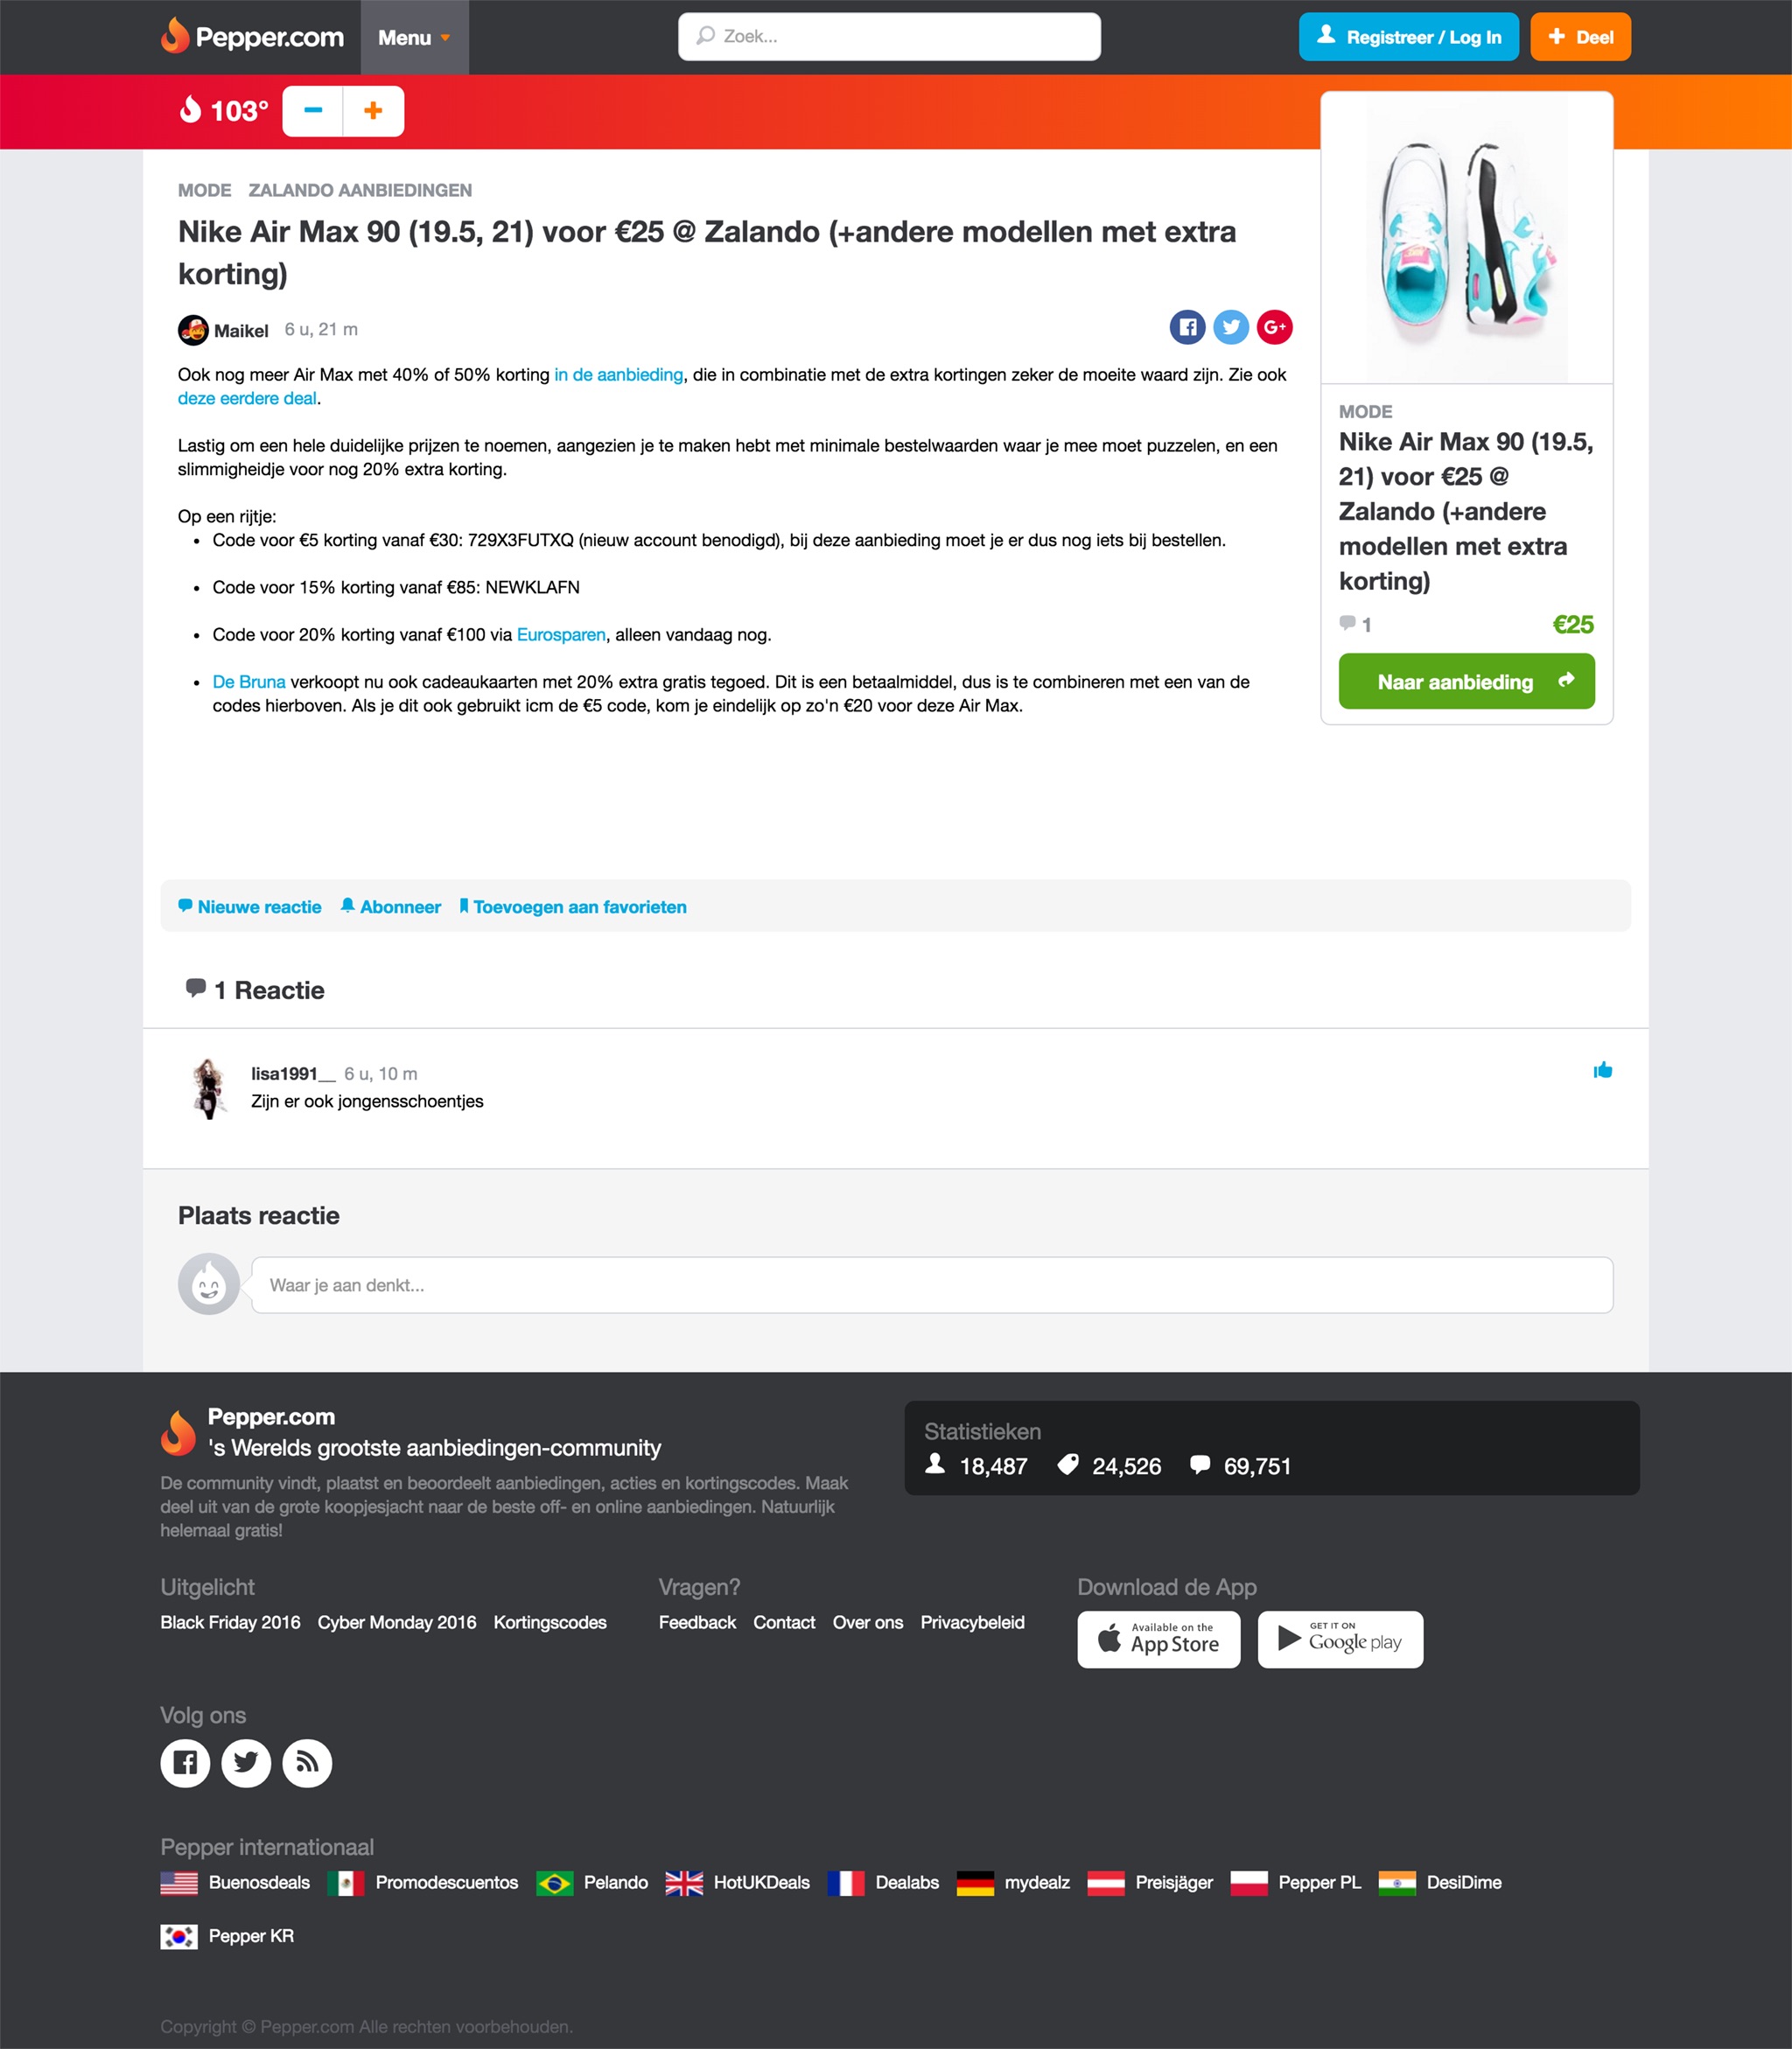 Pepper.com
Menu
Zoek...
Registreer / Log In
Deel
103°
MODE ZALANDO AANBIEDINGEN
Nike Air Max 90 (19.5, 21) voor €25 @ Zalando (+andere modellen met extra
korting)
Maikel 6 u, 21 m
G+
Ook nog meer Air Max met 40% of 50% korting in de aanbieding, die in combinatie met de extra kortingen zeker de moeite waard zijn. Zie ook
deze eerdere deal.
Lastig om een hele duidelijke prijzen te noemen, aangezien je te maken hebt met minimale bestelwaarden waar je mee moet puzzelen, en een
slimmigheidje voor nog 20% extra korting.
Op een rijtje:
• Code voor €5 korting vanaf €30: 729X3FUTXQ (nieuw account benodigd), bij deze aanbieding moet je er dus nog iets bij bestellen.
• Code voor 15% korting vanaf €85: NEWKLAFN
• Code voor 20% korting vanaf €100 via Eurosparen, alleen vandaag nog.
• De Bruna verkoopt nu ook cadeaukaarten met 20% extra gratis tegoed. Dit is een betaalmiddel, dus is te combineren met een van de
codes hierboven. Als je dit ook gebruikt icm de €5 code, kom je eindelijk op zo'n €20 voor deze Air Max.
MODE
Nike Air Max 90 (19.5,
21) voor €25 @
Zalando (+andere
modellen met extra
korting)
1 €25
Naar aanbieding
Nieuwe reactie Abonneer Toevoegen aan favorieten
1 Reactie
lisa1991__ 6 u, 10 m
Zijn er ook jongensschoentjes
Plaats reactie
Waar je aan denkt...
Pepper.com
's Werelds grootste aanbiedingen-community
De community vindt, plaatst en beoordeelt aanbiedingen, acties en kortingscodes. Maak
deel uit van de grote koopjesjacht naar de beste off- en online aanbiedingen. Natuurlijk
helemaal gratis!
Statistieken
18,487 24,526 69,751
Uitgelicht
Black Friday 2016 Cyber Monday 2016 Kortingscodes
Vragen?
Feedback Contact Over ons Privacybeleid
Download de App
Available on the
App Store
GET IT ON
Google play
Volg ons
Pepper internationaal
Buenosdeals Promodescuentos Pelando HotUKDeals Dealabs mydealz Preisjäger Pepper PL DesiDime
Pepper KR
Copyright © Pepper.com Alle rechten voorbehouden.